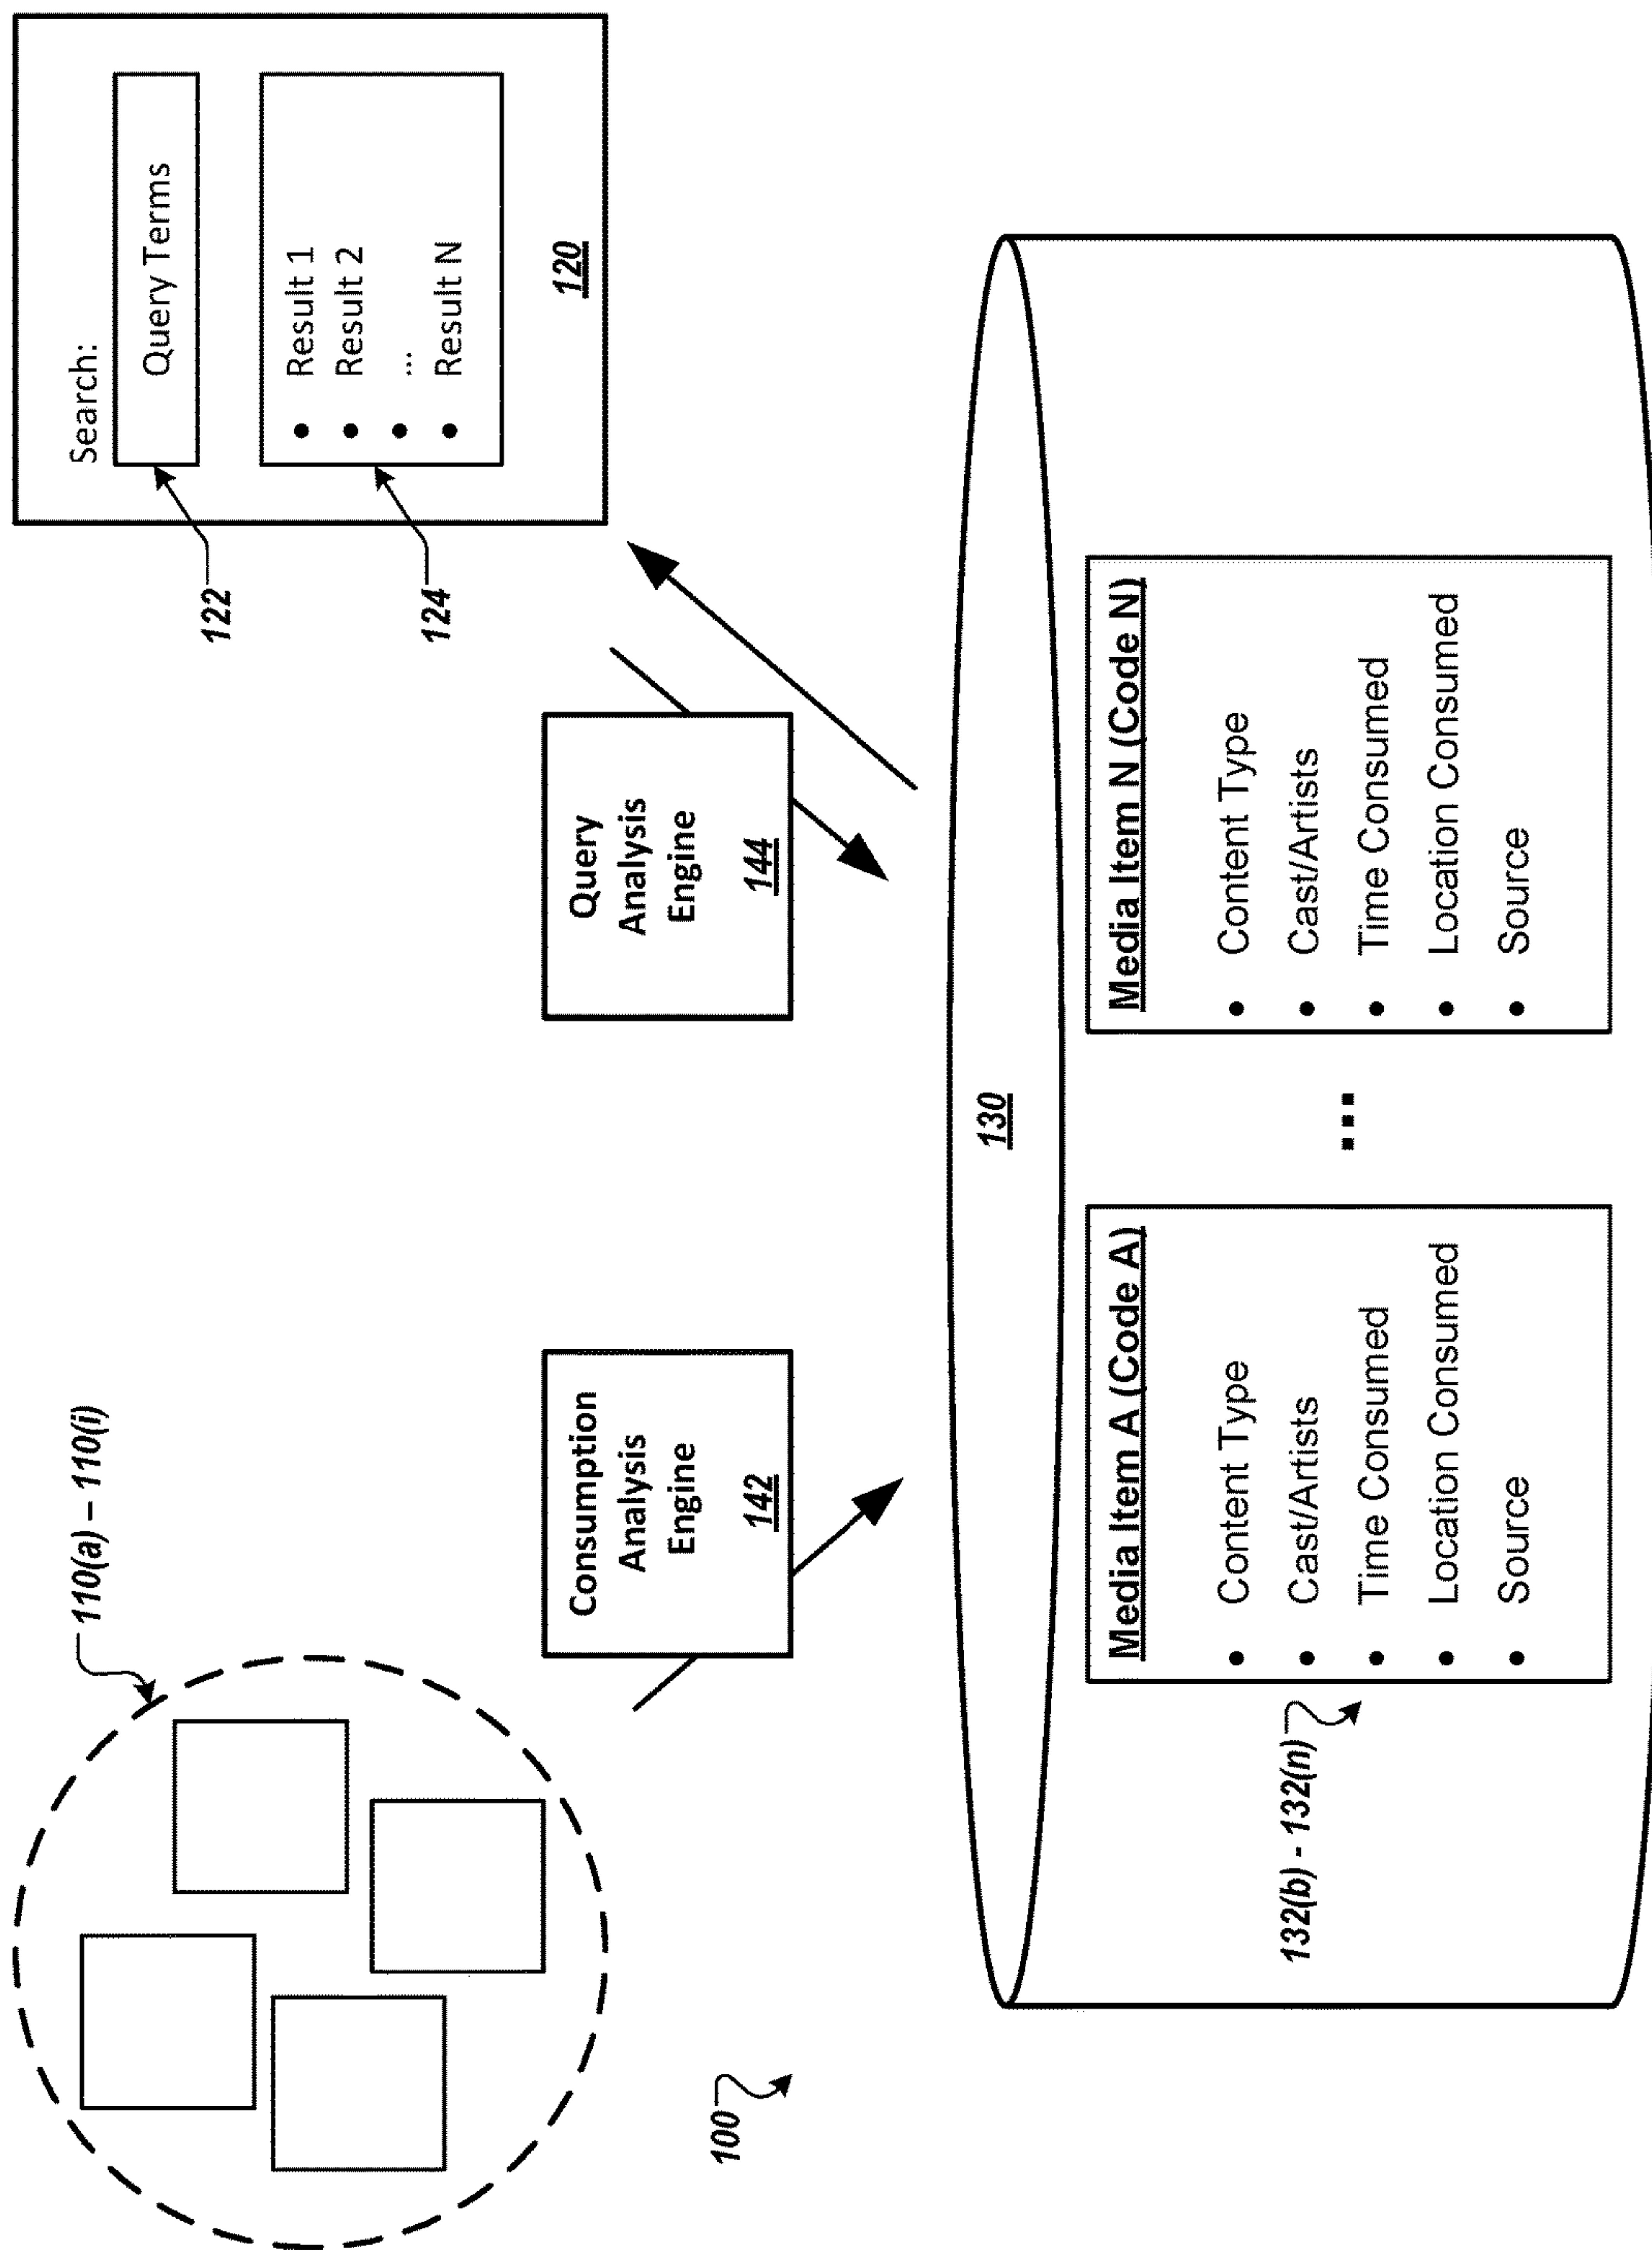 110(a) – 110(i)
Search:
Query Terms
122
• Result 1
• Result 2
• ...
• Result N
124
120
Consumption
Analysis
Engine
142
Query
Analysis
Engine
144
100
130
Media Item A (Code A)
• Content Type
• Cast/Artists
• Time Consumed
• Location Consumed
• Source
132(b) - 132(n)
...
Media Item N (Code N)
• Content Type
• Cast/Artists
• Time Consumed
• Location Consumed
• Source